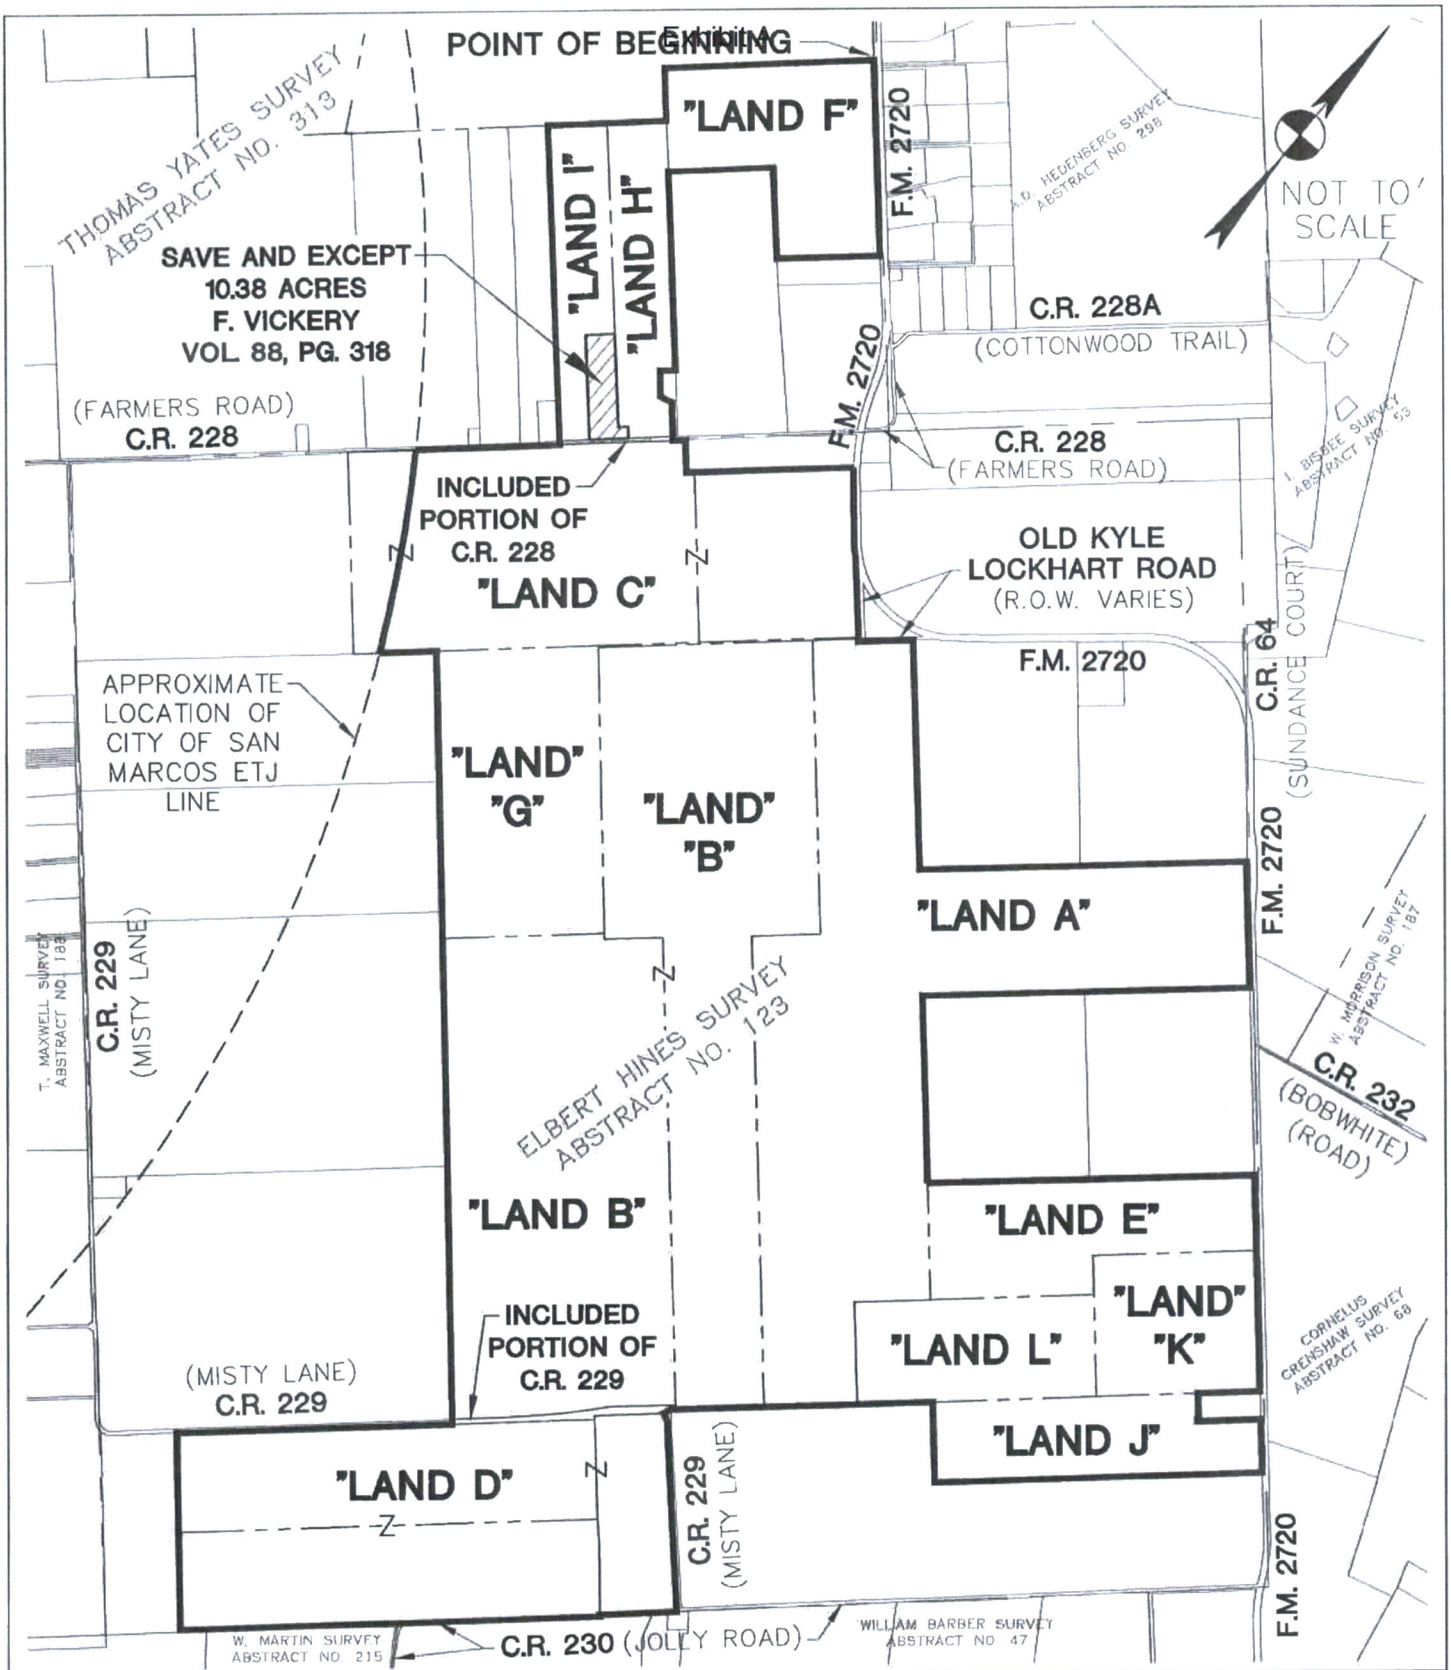 Exhibit A
POINT OF BEGINNING
THOMAS YATES SURVEY
ABSTRACT NO. 313
"LAND F"
F.M. 2720
A.D. HEDENBERG SURVEY
ABSTRACT NO. 298
NOT TO
SCALE
SAVE AND EXCEPT
10.38 ACRES
F. VICKERY
VOL. 88, PG. 318
"LAND I"
"LAND H"
F.M. 2720
C.R. 228A
(COTTONWOOD TRAIL)
(FARMERS ROAD)
C.R. 228
C.R. 228
(FARMERS ROAD)
I. BISBEE SURVEY
ABSTRACT NO. 53
INCLUDED
PORTION OF
C.R. 228
Z
Z
"LAND C"
OLD KYLE
LOCKHART ROAD
(R.O.W. VARIES)
F.M. 2720
C.R. 64
(SUNDANCE COURT)
APPROXIMATE
LOCATION OF
CITY OF SAN
MARCOS ETJ
LINE
"LAND"
"G"
"LAND"
"B"
"LAND A"
F.M. 2720
T. MAXWELL SURVEY
ABSTRACT NO. 188
C.R. 229
(MISTY LANE)
Z
ELBERT HINES SURVEY
ABSTRACT NO. 123
W. MORRISON SURVEY
ABSTRACT NO. 187
C.R. 232
(BOBWHITE)
(ROAD)
"LAND B"
"LAND E"
INCLUDED
PORTION OF
C.R. 229
"LAND"
"K"
"LAND L"
CORNELUS
CRENSHAW SURVEY
ABSTRACT NO. 68
(MISTY LANE)
C.R. 229
"LAND J"
"LAND D"
Z
Z
C.R. 229
(MISTY LANE)
F.M. 2720
W. MARTIN SURVEY
ABSTRACT NO 215
C.R. 230 (JOLLY ROAD)
WILLIAM BARBER SURVEY
ABSTRACT NO. 47